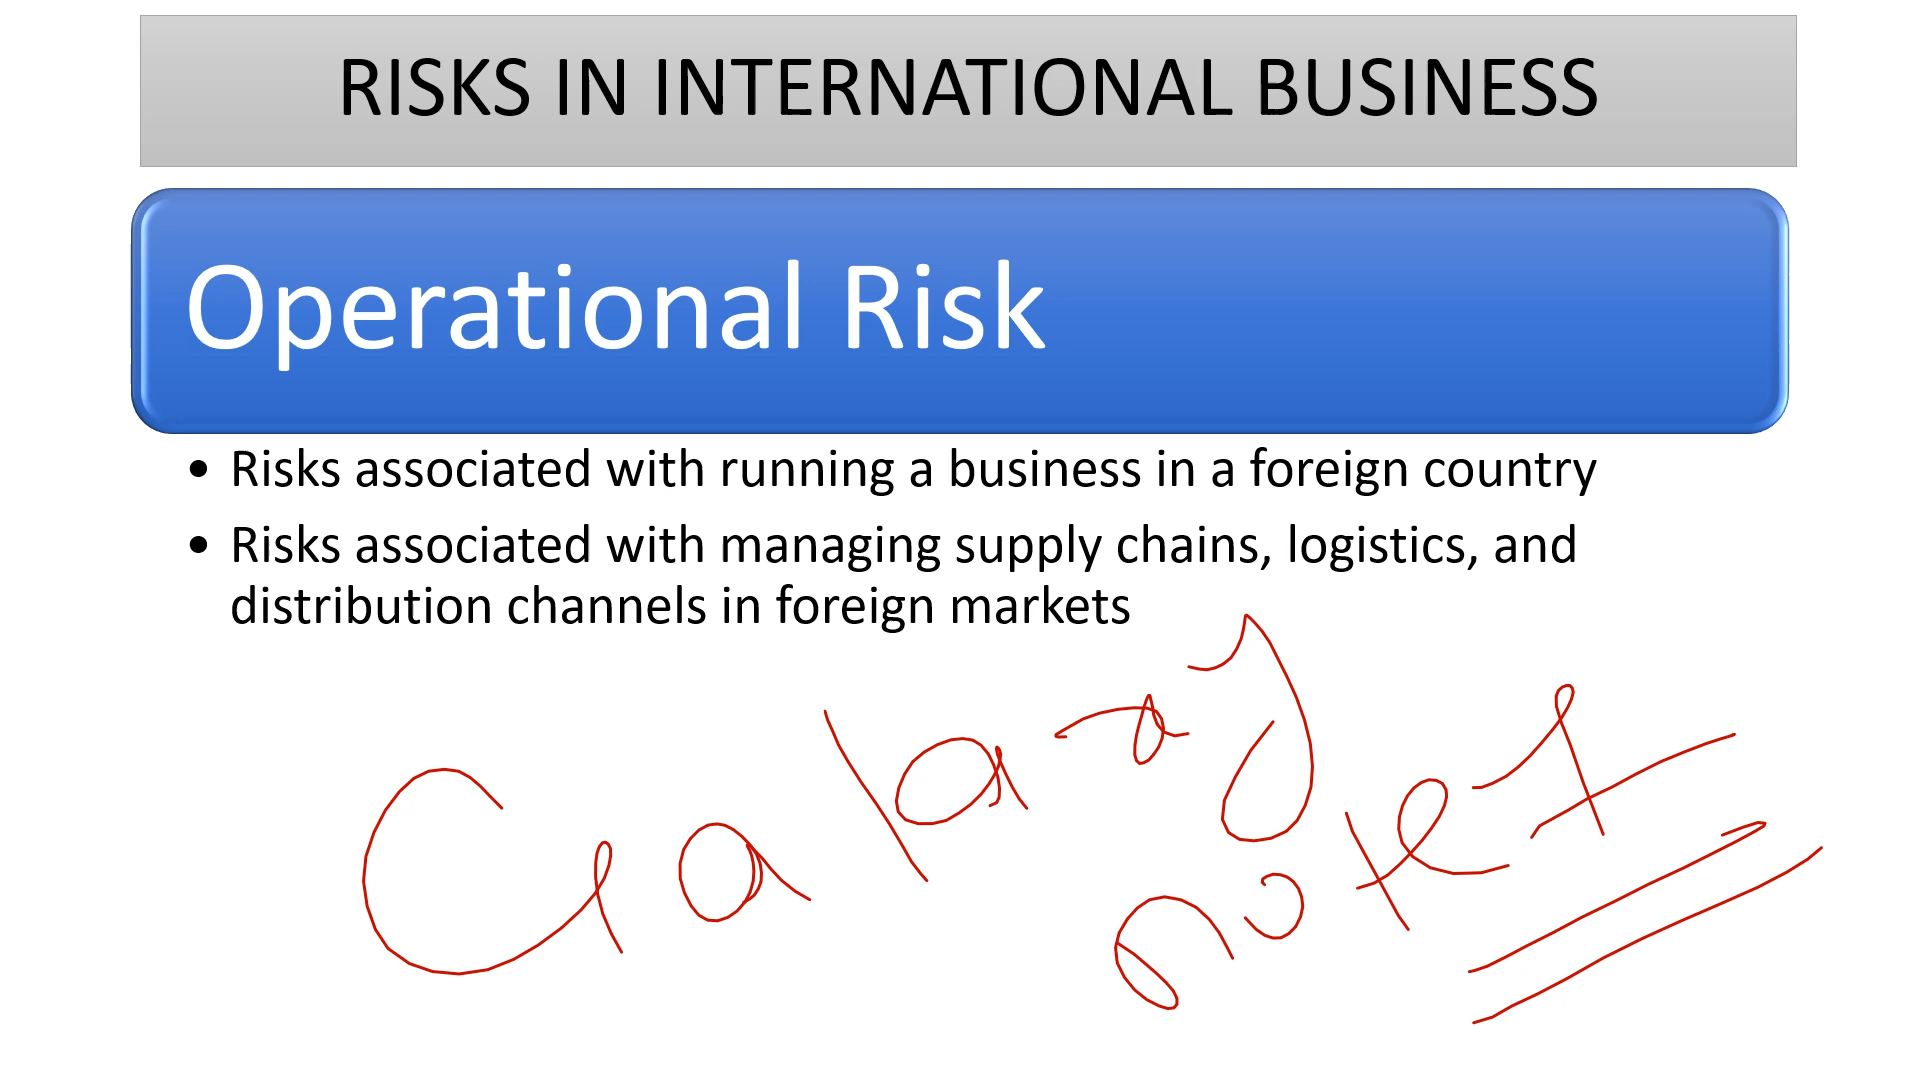 RISKS IN INTERNATIONAL BUSINESS
Operational Risk
• Risks associated with running a business in a foreign country
• Risks associated with managing supply chains, logistics, and
distribution channels in foreign markets
notes